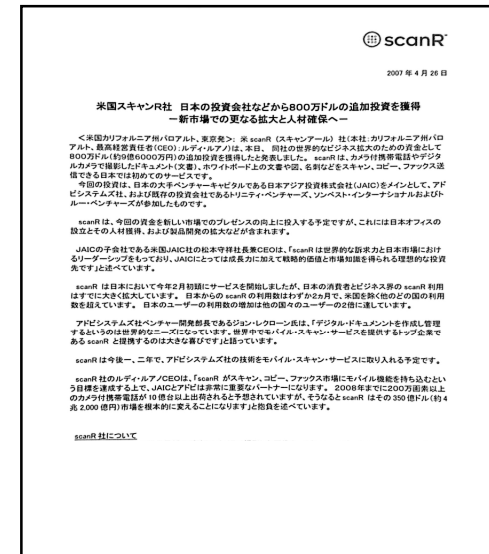 scanR
2007 年 4 月 26 日
米国スキャンR社 日本の投資会社などから800万ドルの追加投資を獲得
－新市場での更なる拡大と人材確保へ－
＜米国カリフォルニア州パロアルト、東京発＞: 米 scanR （スキャンアール）社（本社:カリフォルニア州パロ
アルト、最高経営責任者（CEO）:ルディ・ルアノ）は、本日、同社の世界的なビジネス拡大のための資金として
800万ドル（約9億6000万円）の追加投資を獲得したと発表しました。 scanR は、カメラ付携帯電話やデジタ
ルカメラで撮影したドキュメント（文書）、ホワイトボード上の文書や図、名刺などをスキャン、コピー、ファックス送
信できる日本では初めてのサービスです。
今回の投資は、日本の大手ベンチャーキャピタルである日本アジア投資株式会社（JAIC）をメインとして、アド
ビシステムズ社、および既存の投資会社であるトリニティ・ベンチャーズ、ソンベスト・インターナショナルおよびト
ルー・ベンチャーズが参加したものです。
scanR は、今回の資金を新しい市場でのプレゼンスの向上に投入する予定ですが、これには日本オフィスの
設立とその人材獲得、および製品開発の拡大などが含まれます。
JAICの子会社である米国JAIC社の松本守祥社長兼CEOは、「scanR は世界的な訴求力と日本市場におけ
るリーダーシップをもっており、JAICにとっては成長力に加えて戦略的価値と市場知識を得られる理想的な投資
先です」と述べています。
scanR は日本において今年2月初頭にサービスを開始しましたが、日本の消費者とビジネス界の scanR 利用
はすでに大きく拡大しています。 日本からの scanR の利用数はわずか2ヵ月で、米国を除く他のどの国の利用
数を超えています。 日本のユーザーの利用数の増加は他の国々のユーザーの2倍に達しています。
アドビシステムズ社ベンチャー開発部長であるジョン・レクローン氏は、「デジタル・ドキュメントを作成し管理
するというのは世界的なニーズになっています。世界中でモバイル・スキャン・サービスを提供するトップ企業で
ある scanR と提携するのは大きな喜びです」と語っています。
scanR は今後一、二年で、アドビシステムズ社の技術をモバイル・スキャン・サービスに取り入れる予定です。
scanR 社のルディ・ルアノCEOは、「scanR がスキャン、コピー、ファックス市場にモバイル機能を持ち込むとい
う目標を達成する上で、JAICとアドビは非常に重要なパートナーになります。 2008年までに200万画素以上
のカメラ付携帯電話が 10 億台以上出荷されると予想されていますが、そうなると scanR はその 350 億ドル（約 4
兆 2,000 億円）市場を根本的に変えることになります」と抱負を述べています。
scanR 社について